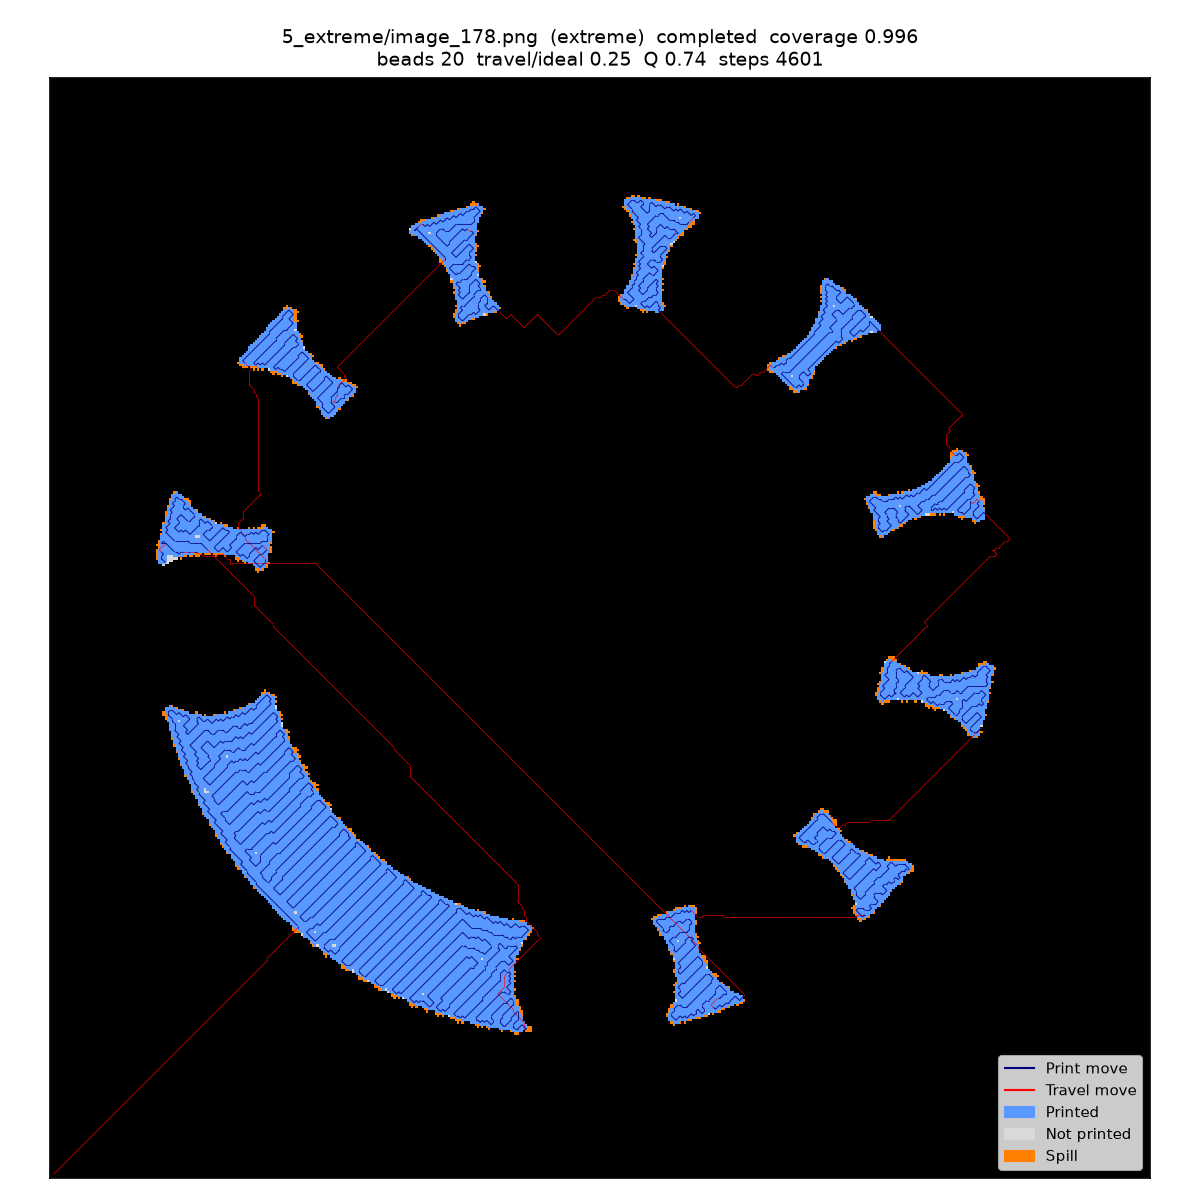 5_extreme/image_178.png  (extreme)  completed  coverage 0.996
beads 20  travel/ideal 0.25  Q 0.74  steps 4601
Print move
Travel move
Printed
Not printed
Spill